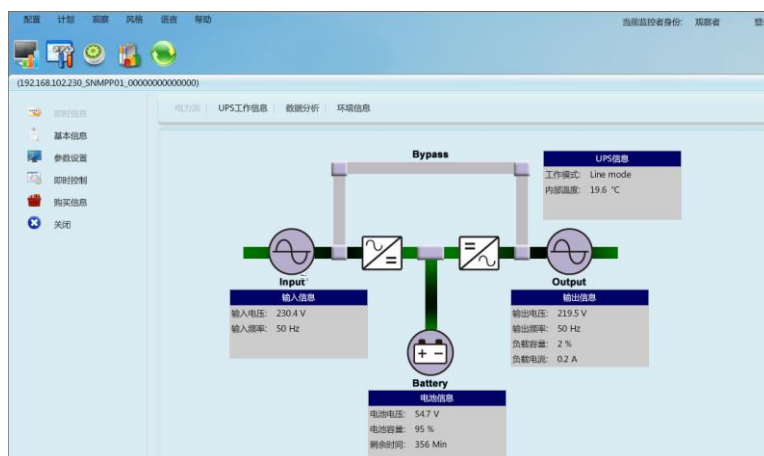 配置 计划 观察 风格 语言 帮助
当前监控者身份: 观察者
(192.168.102.230_SNMPP01_00000000000000)
即时信息
基本信息
参数设置
即时控制
购买信息
关闭
电力流 | UPS工作信息 | 数据分析 | 环境信息
Bypass
UPS信息
工作模式: Line mode
内部温度: 19.6 ℃
Input
Output
输入信息
输入电压: 230.4 V
输入频率: 50 Hz
输出信息
输出电压: 219.5 V
输出频率: 50 Hz
负载容量: 2 %
负载电流: 0.2 A
Battery
电池信息
电池电压: 54.7 V
电池容量: 95 %
剩余时间: 356 Min